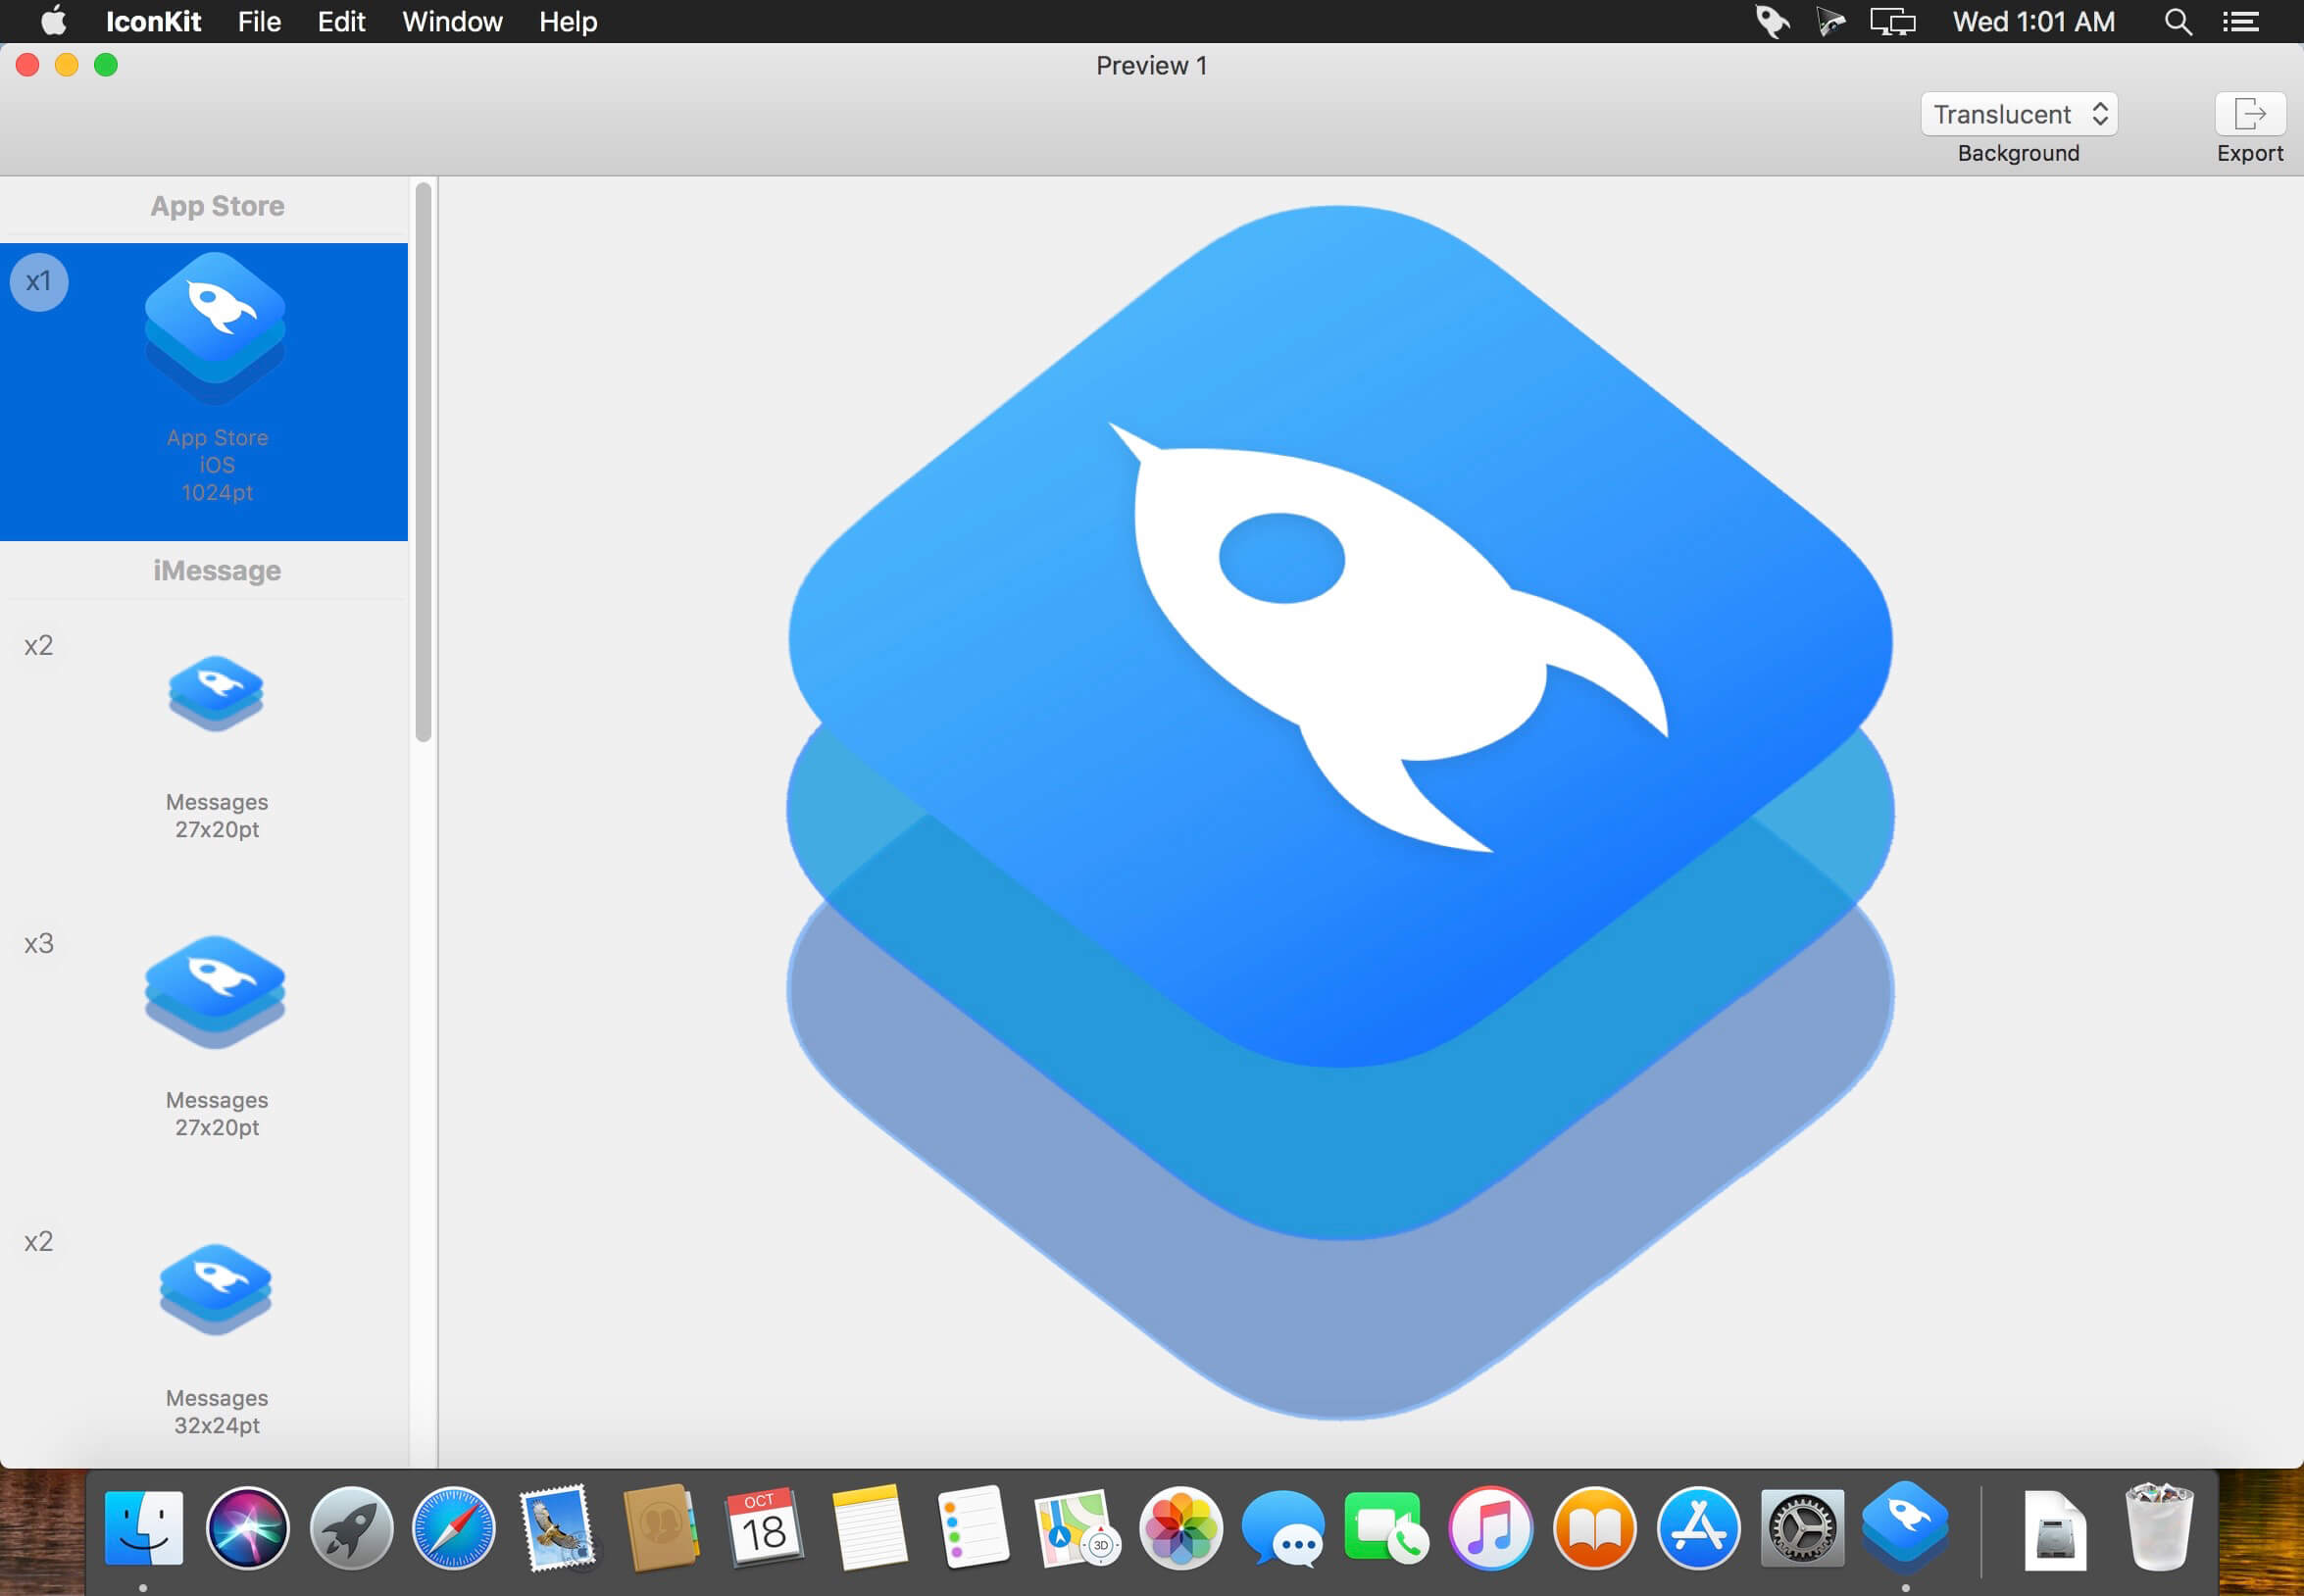 IconKit File Edit Window Help Wed 1:01 AM
Preview 1
Translucent
Background
Export
App Store
x1
App Store
iOS
1024pt
iMessage
x2
Messages
27x20pt
x3
Messages
27x20pt
x2
Messages
32x24pt
OCT
18
3D